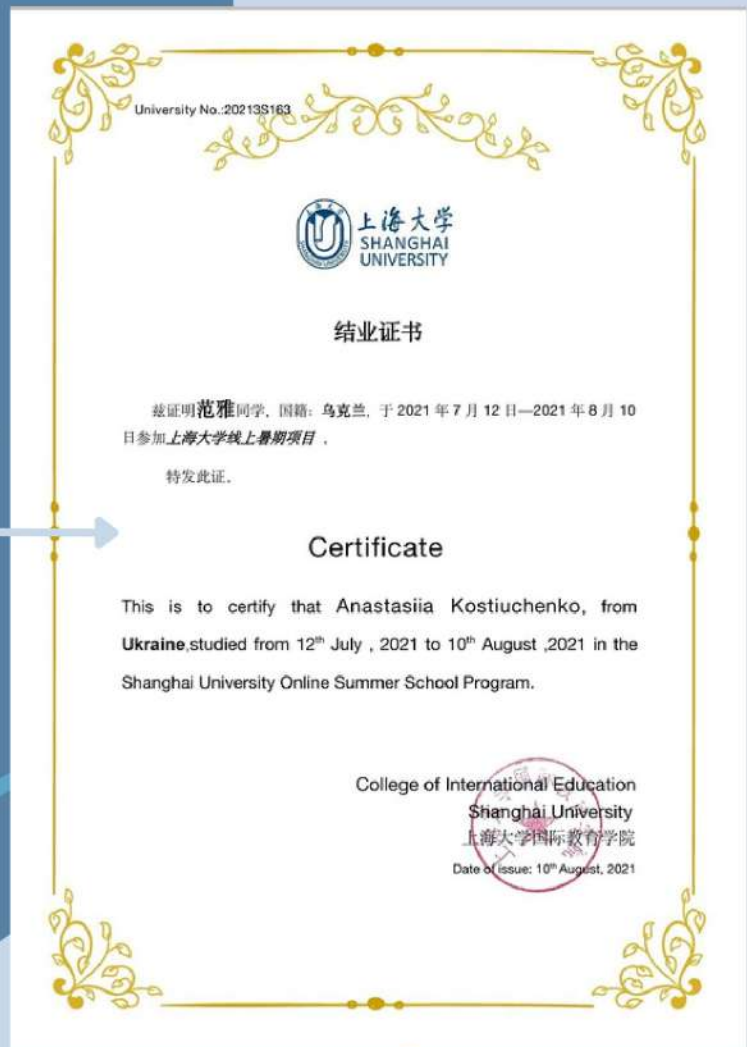 University No.:20213S163
上海大学
SHANGHAI
UNIVERSITY
结业证书
兹证明范雅同学，国籍：乌克兰，于 2021 年 7 月 12 日—2021 年 8 月 10
日参加上海大学线上暑期项目，
特发此证。
Certificate
This is to certify that Anastasiia Kostiuchenko, from
Ukraine,studied from 12th July , 2021 to 10th August ,2021 in the
Shanghai University Online Summer School Program.
College of International Education
Shanghai University
上海大学国际教育学院
Date of issue: 10th August, 2021